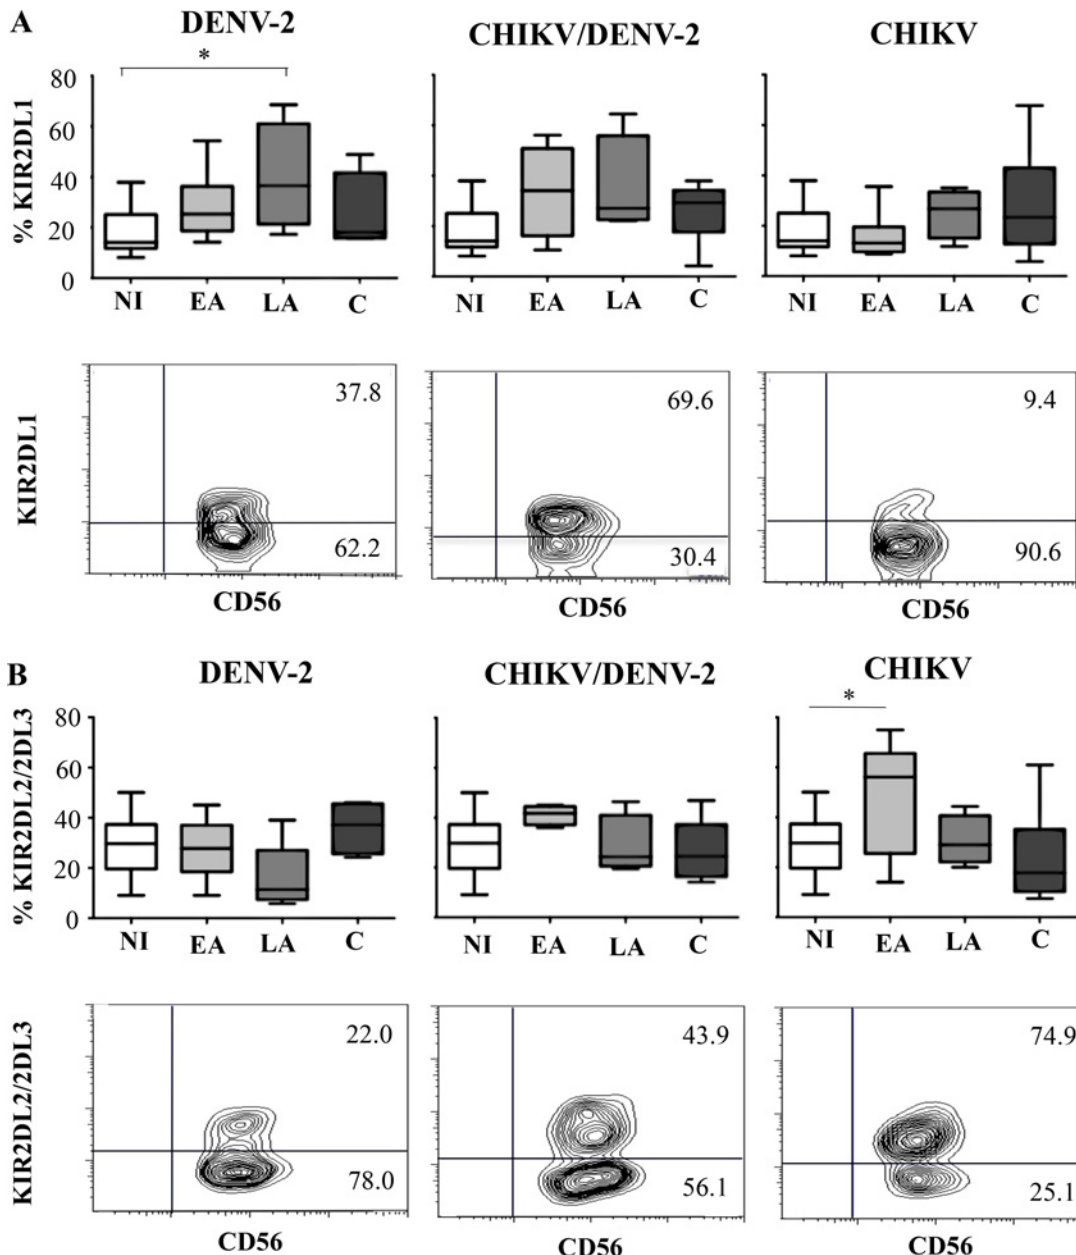 A
DENV-2 CHIKV/DENV-2 CHIKV
*
% KIR2DL1
80
60
40
20
0
NI EA LA C NI EA LA C NI EA LA C
KIR2DL1
37.8 69.6 9.4
62.2 30.4 90.6
CD56 CD56 CD56
B
DENV-2 CHIKV/DENV-2 CHIKV
*
% KIR2DL2/2DL3
80
60
40
20
0
NI EA LA C NI EA LA C NI EA LA C
KIR2DL2/2DL3
22.0 43.9 74.9
78.0 56.1 25.1
CD56 CD56 CD56